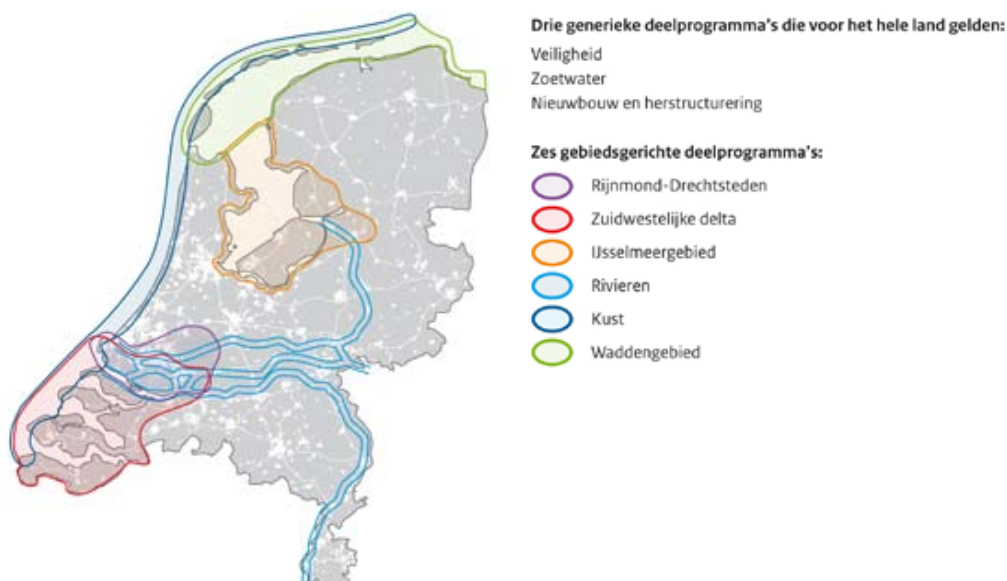 Drie generieke deelprogramma's die voor het hele land gelden:
Veiligheid
Zoetwater
Nieuwbouw en herstructurering
Zes gebiedsgerichte deelprogramma's:
Rijnmond-Drechtsteden
Zuidwestelijke delta
IJsselmeergebied
Rivieren
Kust
Waddengebied